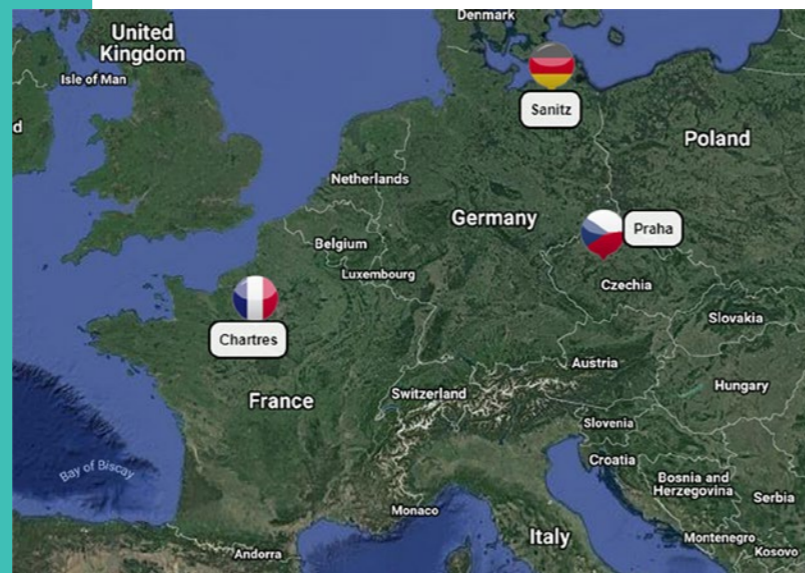 Denmark
United
Kingdom
Isle of Man
d
Sanitz
Poland
Netherlands
Germany
Praha
Belgium
Luxembourg
Czechia
Slovakia
Chartres
Austria
Hungary
Switzerland
France
Slovenia
Croatia
Bay of Biscay
Bosnia and
Herzegovina
Serbia
Monaco
Italy
Montenegro
Andorra
Kosovo